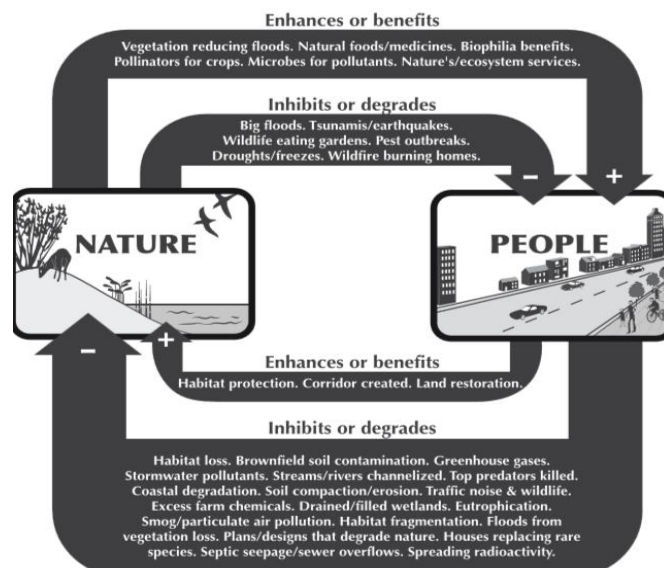 Enhances or benefits
Vegetation reducing floods. Natural foods/medicines. Biophilia benefits.
Pollinators for crops. Microbes for pollutants. Nature's/ecosystem services.
Inhibits or degrades
Big floods. Tsunamis/earthquakes.
Wildlife eating gardens. Pest outbreaks.
Droughts/freezes. Wildfire burning homes.
− +
NATURE
PEOPLE
− +
Enhances or benefits
Habitat protection. Corridor created. Land restoration.
Inhibits or degrades
Habitat loss. Brownfield soil contamination. Greenhouse gases.
Stormwater pollutants. Streams/rivers channelized. Top predators killed.
Coastal degradation. Soil compaction/erosion. Traffic noise & wildlife.
Excess farm chemicals. Drained/filled wetlands. Eutrophication.
Smog/particulate air pollution. Habitat fragmentation. Floods from
vegetation loss. Plans/designs that degrade nature. Houses replacing rare
species. Septic seepage/sewer overflows. Spreading radioactivity.